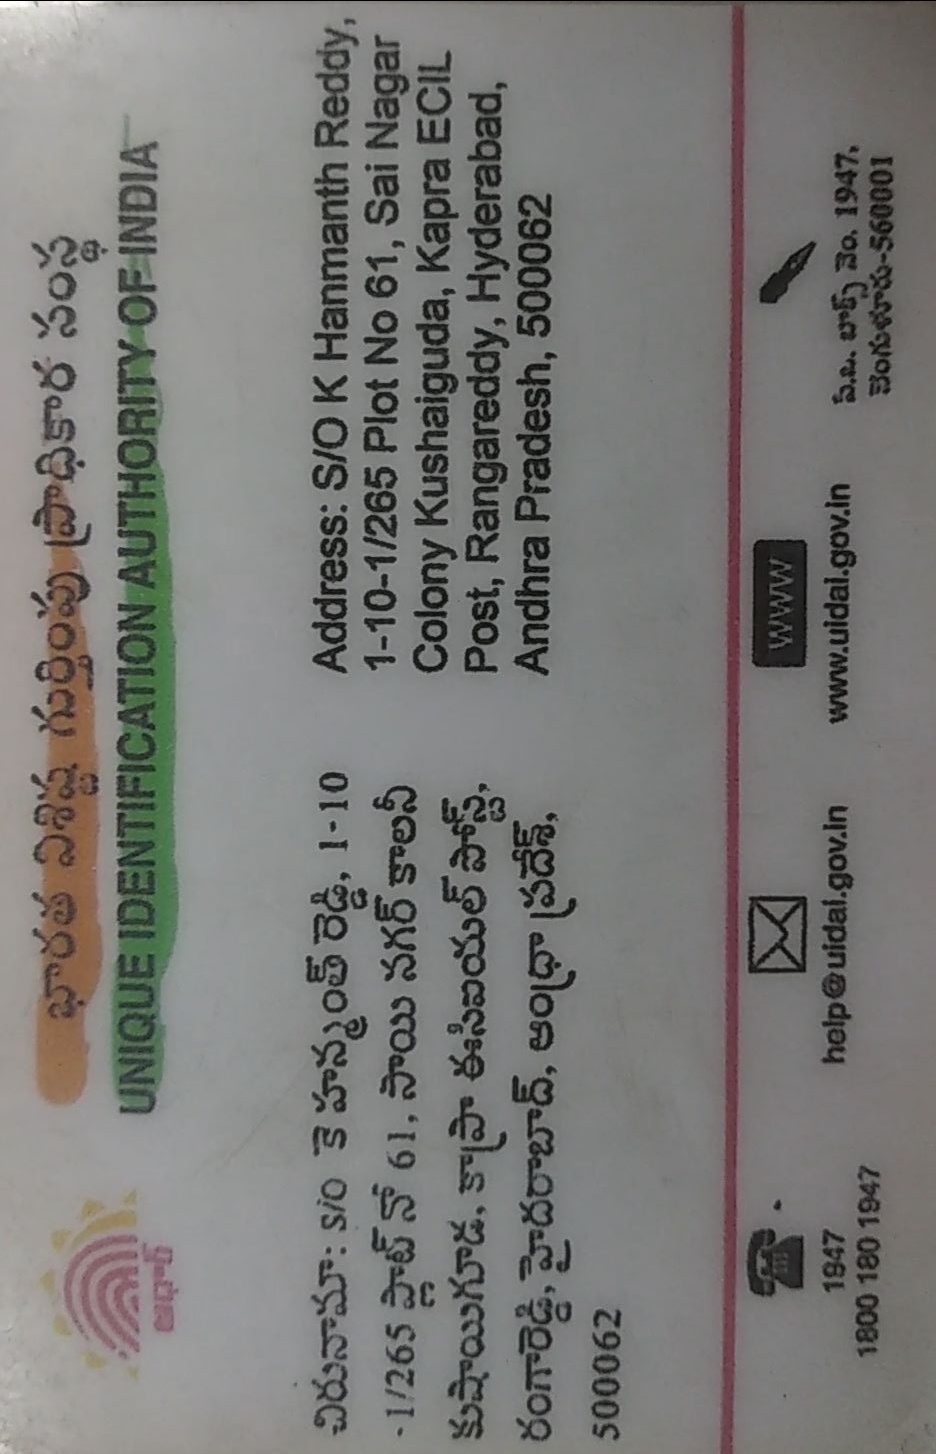 భారత విశిష్ట గుర్తింపు ప్రాధికార సంస్థ
UNIQUE IDENTIFICATION AUTHORITY OF INDIA
ఆధార్
చిరునామా: S/O కె హన్మంత్ రెడ్డి, 1-10
-1/265 ప్లాట్ నో 61, సాయి నగర్ కాలనీ
కుషాయిగూడ, కాప్రా ఈసిఐయల్ పోస్ట్,
రంగారెడ్డి, హైదరాబాద్, ఆంధ్రా ప్రదేశ్,
500062
Address: S/O K Hanmanth Reddy,
1-10-1/265 Plot No 61, Sai Nagar
Colony Kushaiguda, Kapra ECIL
Post, Rangareddy, Hyderabad,
Andhra Pradesh, 500062
1947
1800 180 1947
help@uidai.gov.in
WWW
www.uidai.gov.in
పి.ఒ. బాక్స్ నెం. 1947,
బెంగుళూరు-560001